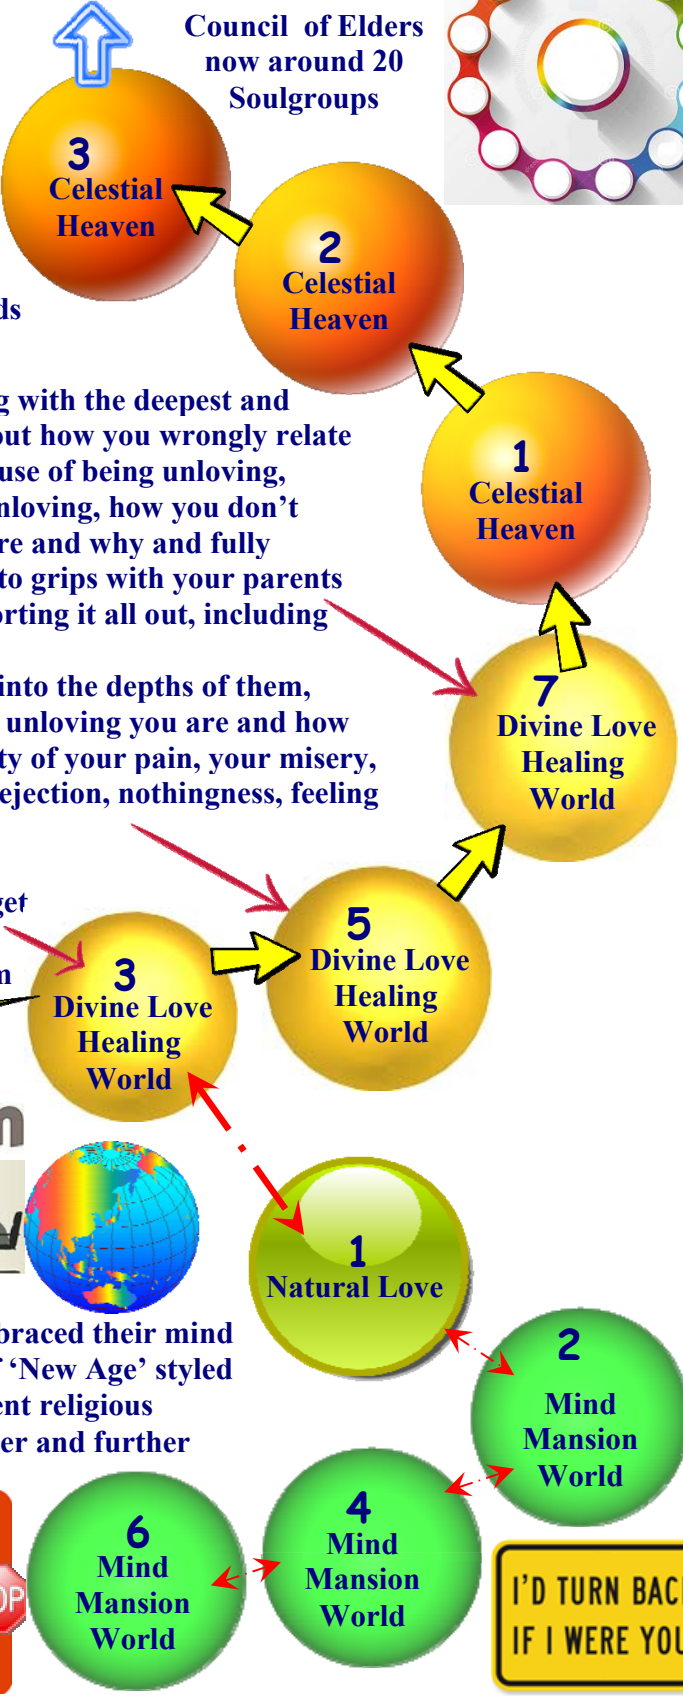 Council of Elders
now around 20
Soulgroups
3
Celestial
Heaven
2
Celestial
Heaven
ds
g with the deepest and
out how you wrongly relate
use of being unloving,
nloving, how you don't
re and why and fully
to grips with your parents
orting it all out, including
1
Celestial
Heaven
into the depths of them,
unloving you are and how
ty of your pain, your misery,
ejection, nothingness, feeling
7
Divine Love
Healing
World
get
m
3
Divine Love
Healing
World
5
Divine Love
Healing
World
n
1
Natural Love
braced their mind
f 'New Age' styled
ent religious
er and further
2
Mind
Mansion
World
4
Mind
Mansion
World
6
Mind
Mansion
World
OP
I'D TURN BAC
IF I WERE YOU